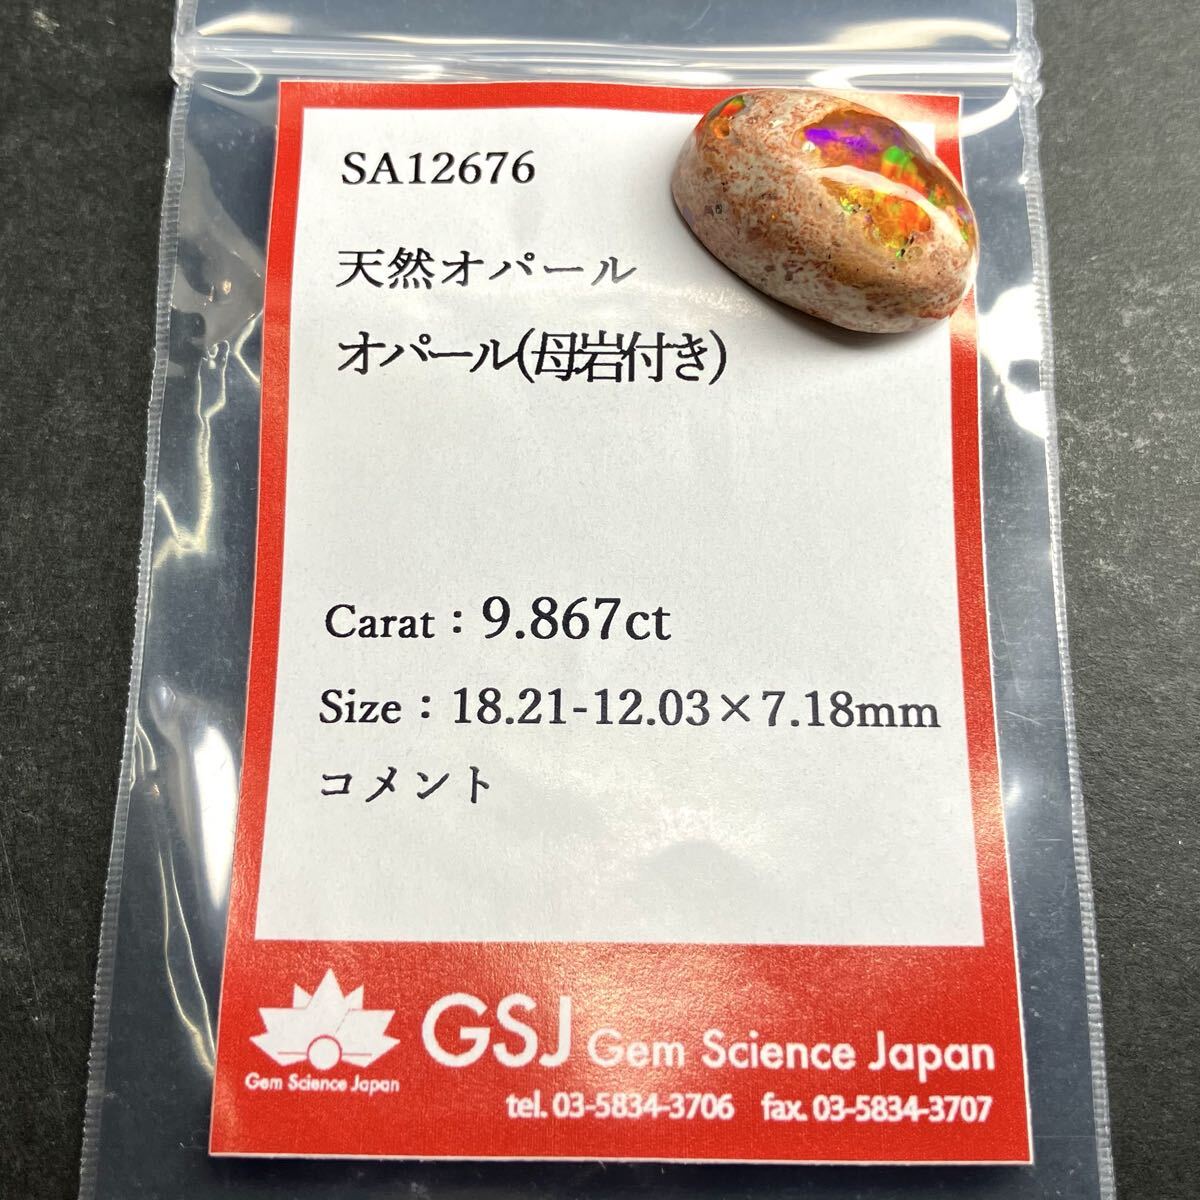 SA12676
天然オパール
オパール(母岩付き)
Carat：9.867ct
Size：18.21-12.03×7.18mm
コメント
Gem Science Japan
GSJ Gem Science Japan
tel. 03-5834-3706 fax. 03-5834-3707